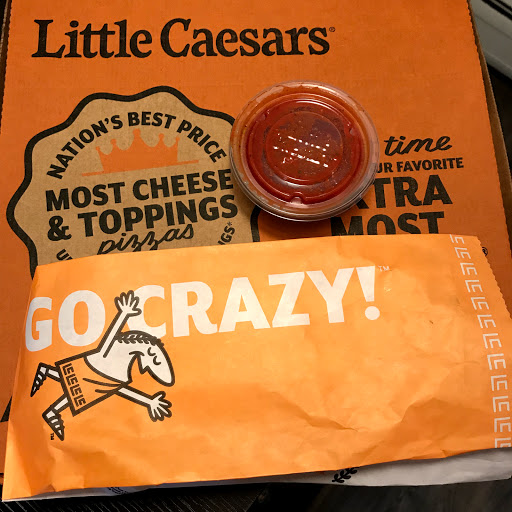 Little Caesars®
NATION'S BEST PRICE
MOST CHEESE
& TOPPINGS
pizzas
time
UR FAVORITE
XTRA
MOST
GO CRAZY!™